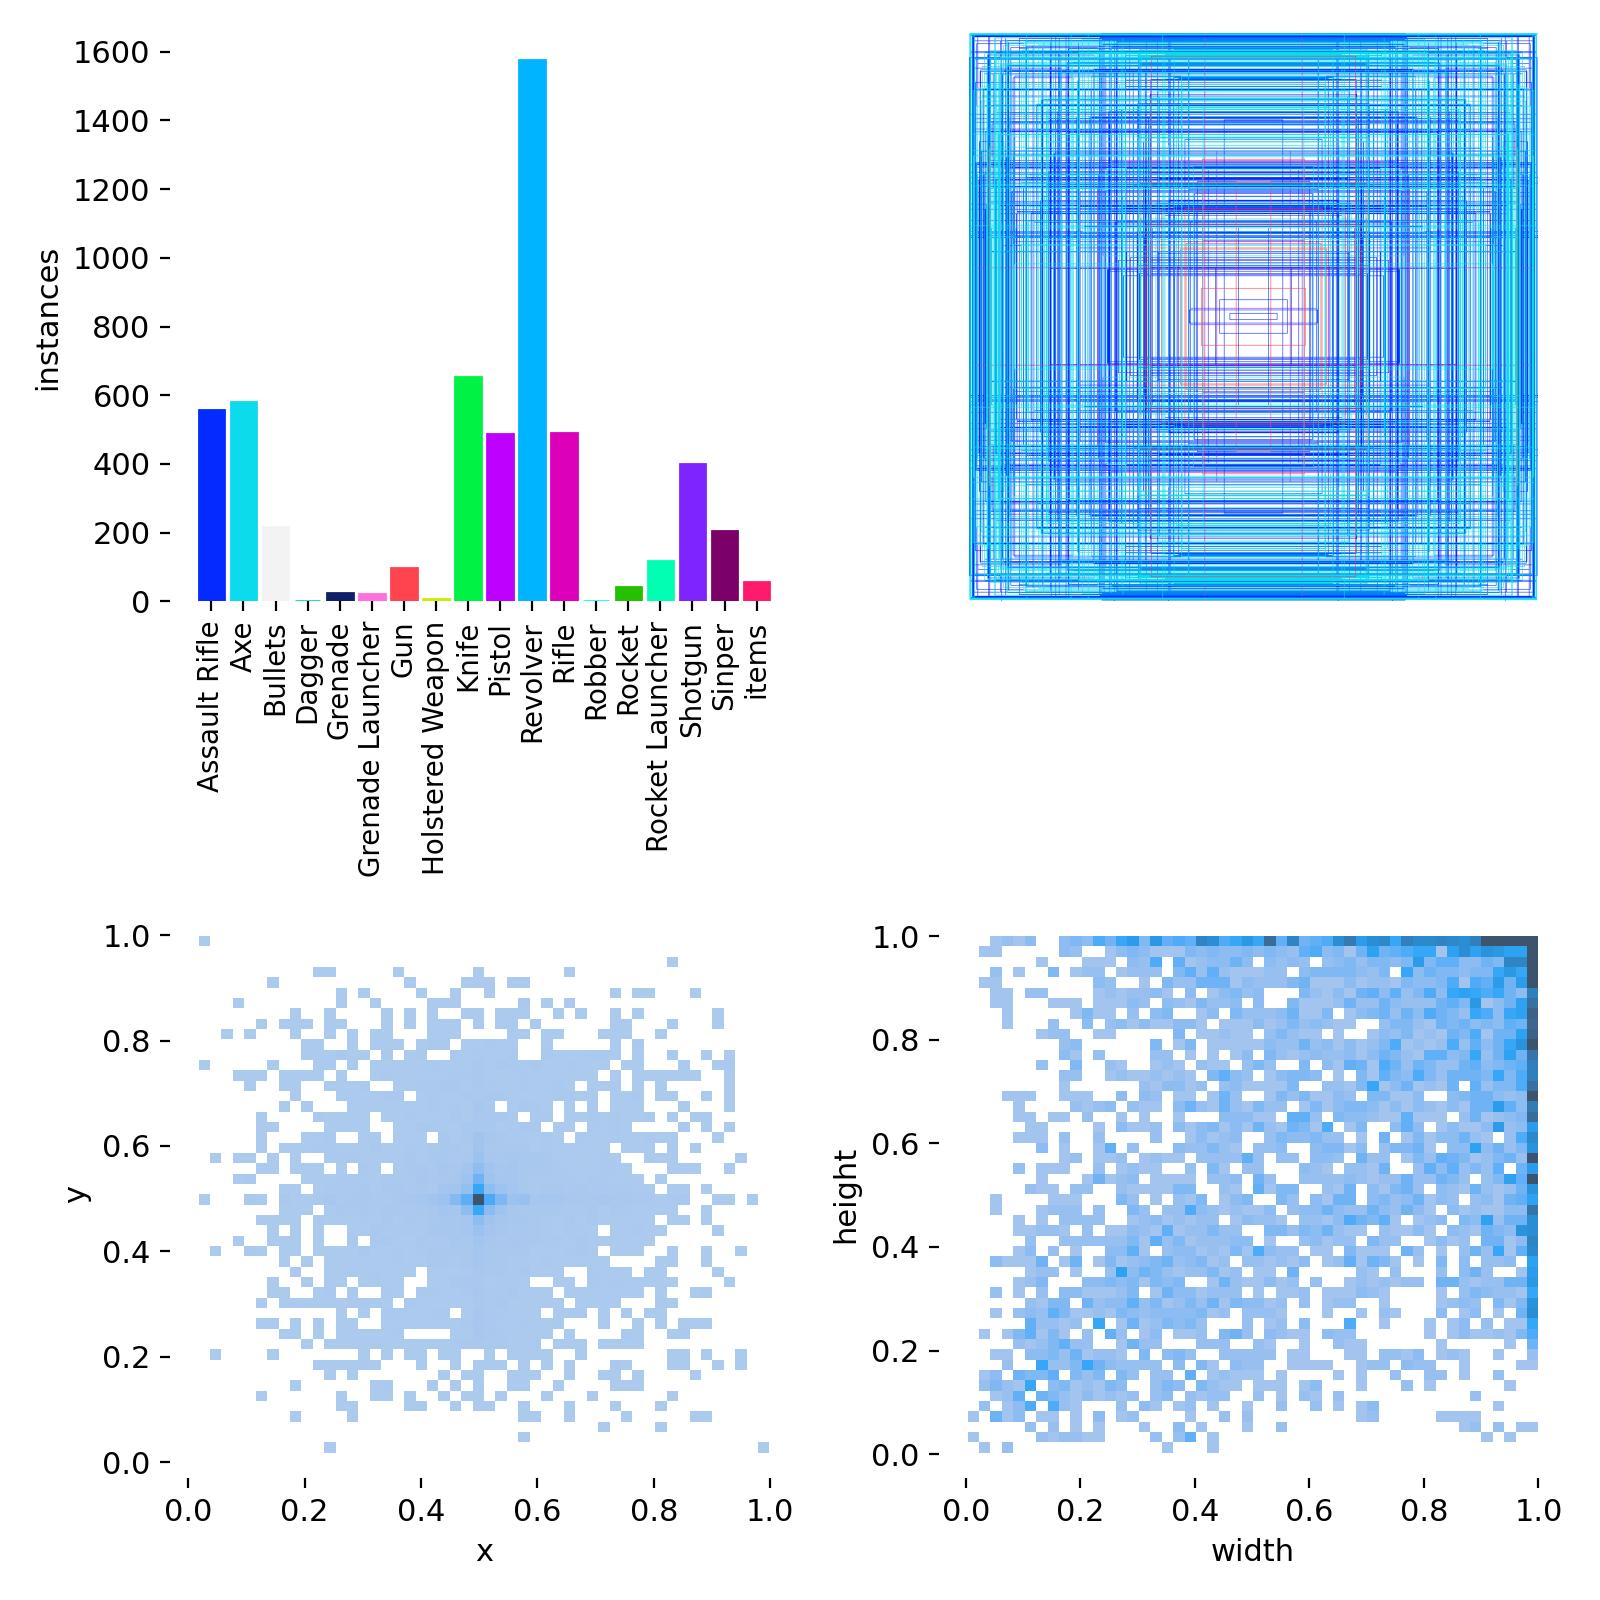 1600
1400
1200
1000
800
600
400
200
0
instances
Assault Rifle
Axe
Bullets
Dagger
Grenade
Grenade Launcher
Gun
Holstered Weapon
Knife
Pistol
Revolver
Rifle
Robber
Rocket
Rocket Launcher
Shotgun
Sinper
items
1.0
0.8
0.6
0.4
0.2
0.0
y
0.0 0.2 0.4 0.6 0.8 1.0
x
1.0
0.8
0.6
0.4
0.2
0.0
height
0.0 0.2 0.4 0.6 0.8 1.0
width